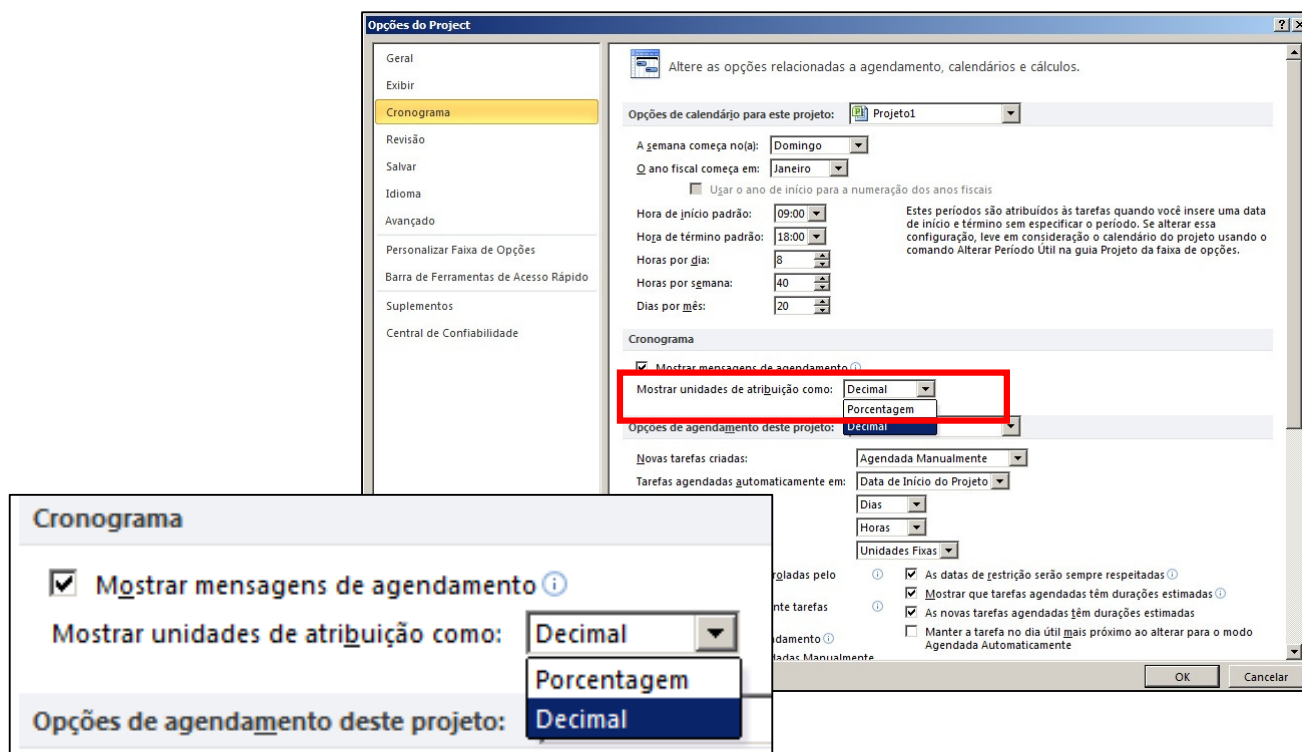 Opções do Project
Geral
Exibir
Cronograma
Revisão
Salvar
Idioma
Avançado
Personalizar Faixa de Opções
Barra de Ferramentas de Acesso Rápido
Suplementos
Central de Confiabilidade
Altere as opções relacionadas a agendamento, calendários e cálculos.
Opções de calendário para este projeto: Projeto1
A semana começa no(a): Domingo
O ano fiscal começa em: Janeiro
Usar o ano de início para a numeração dos anos fiscais
Hora de início padrão: 09:00
Hora de término padrão: 18:00
Horas por dia: 8
Horas por semana: 40
Dias por mês: 20
Estes períodos são atribuídos às tarefas quando você insere uma data
de início e término sem especificar o período. Se alterar essa
configuração, leve em consideração o calendário do projeto usando o
comando Alterar Período Útil na guia Projeto da faixa de opções.
Cronograma
Mostrar mensagens de agendamento
Mostrar unidades de atribuição como: Decimal
Porcentagem
Decimal
Opções de agendamento deste projeto:
Novas tarefas criadas: Agendada Manualmente
Tarefas agendadas automaticamente em: Data de Início do Projeto
Dias
Horas
Unidades Fixas
roladas pelo
As datas de restrição serão sempre respeitadas
Mostrar que tarefas agendadas têm durações estimadas
nte tarefas
As novas tarefas agendadas têm durações estimadas
damento
Manter a tarefa no dia útil mais próximo ao alterar para o modo
Agendada Automaticamente
dadas Manualmente
OK Cancelar
Cronograma
Mostrar mensagens de agendamento
Mostrar unidades de atribuição como: Decimal
Porcentagem
Decimal
Opções de agendamento deste projeto: